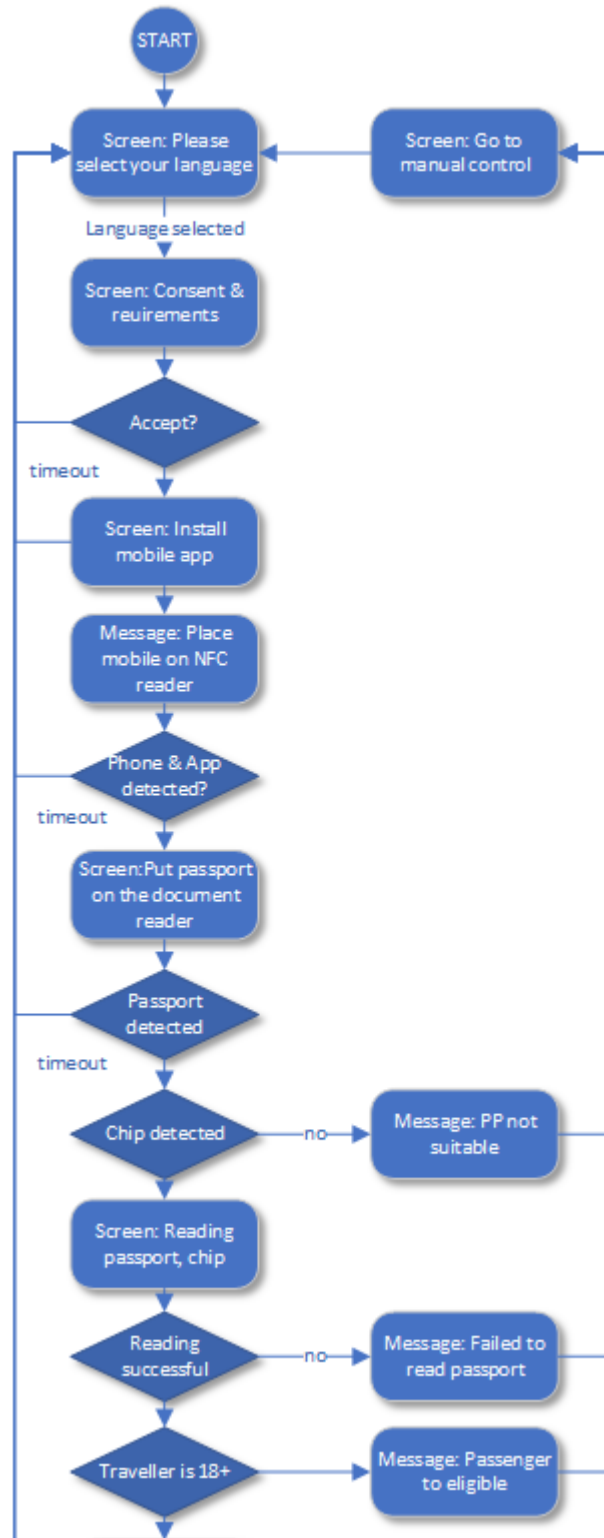 START
Screen: Please
select your language
Screen: Go to
manual control
Language selected
Screen: Consent &
reuirements
Accept?
timeout
Screen: Install
mobile app
Message: Place
mobile on NFC
reader
Phone & App
detected?
timeout
Screen:Put passport
on the document
reader
Passport
detected
timeout
Chip detected
no
Message: PP not
suitable
Screen: Reading
passport, chip
Reading
successful
no
Message: Failed to
read passport
Traveller is 18+
Message: Passenger
to eligible